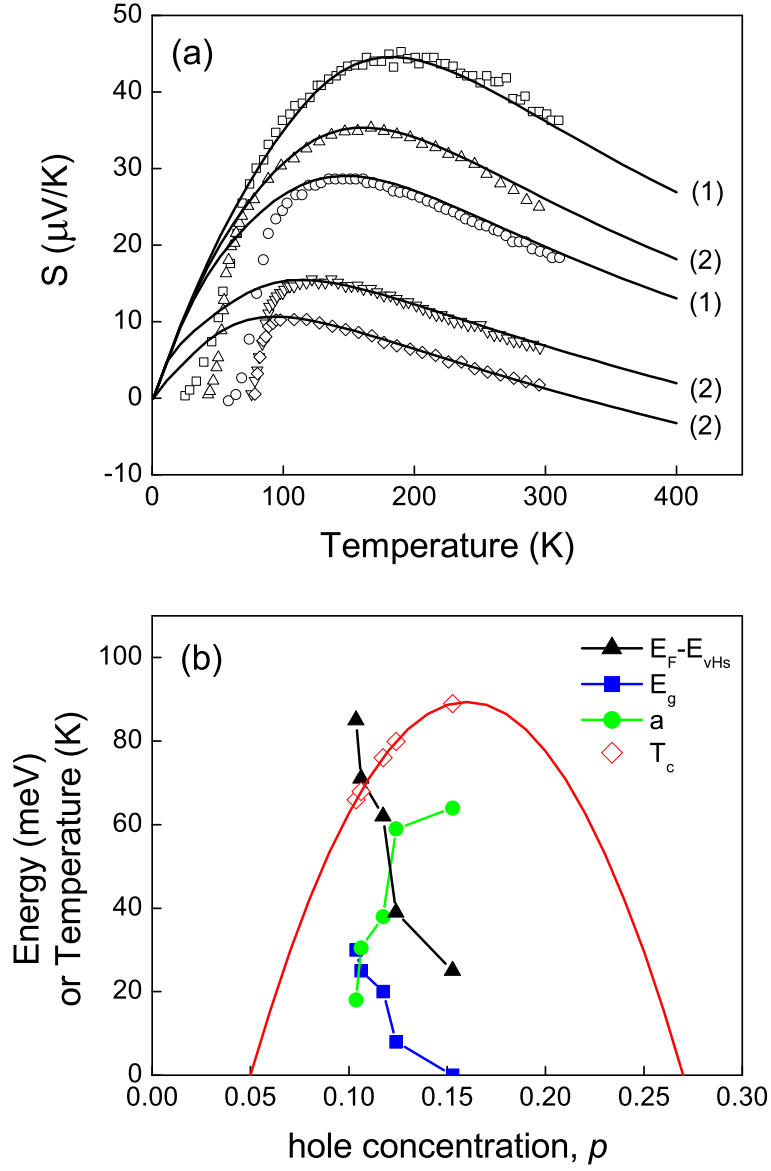 (a)
50
40
30
20
10
0
-10
S (μV/K)
(1)
(2)
(1)
(2)
(2)
0 100 200 300 400
Temperature (K)
(b)
E_F-E_vHs
E_g
a
T_c
100
80
60
40
20
0
Energy (meV)
or Temperature (K)
0.00 0.05 0.10 0.15 0.20 0.25 0.30
hole concentration, p